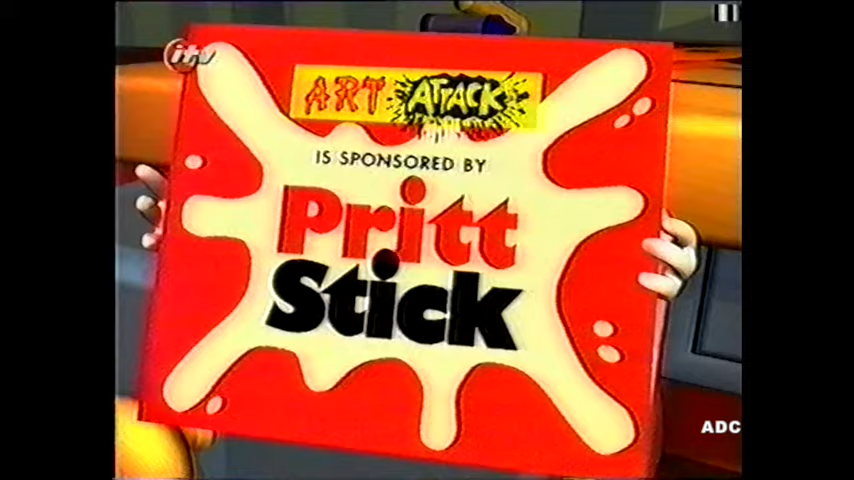 itv
ART ATTACK
IS SPONSORED BY
Pritt
Stick
ADC